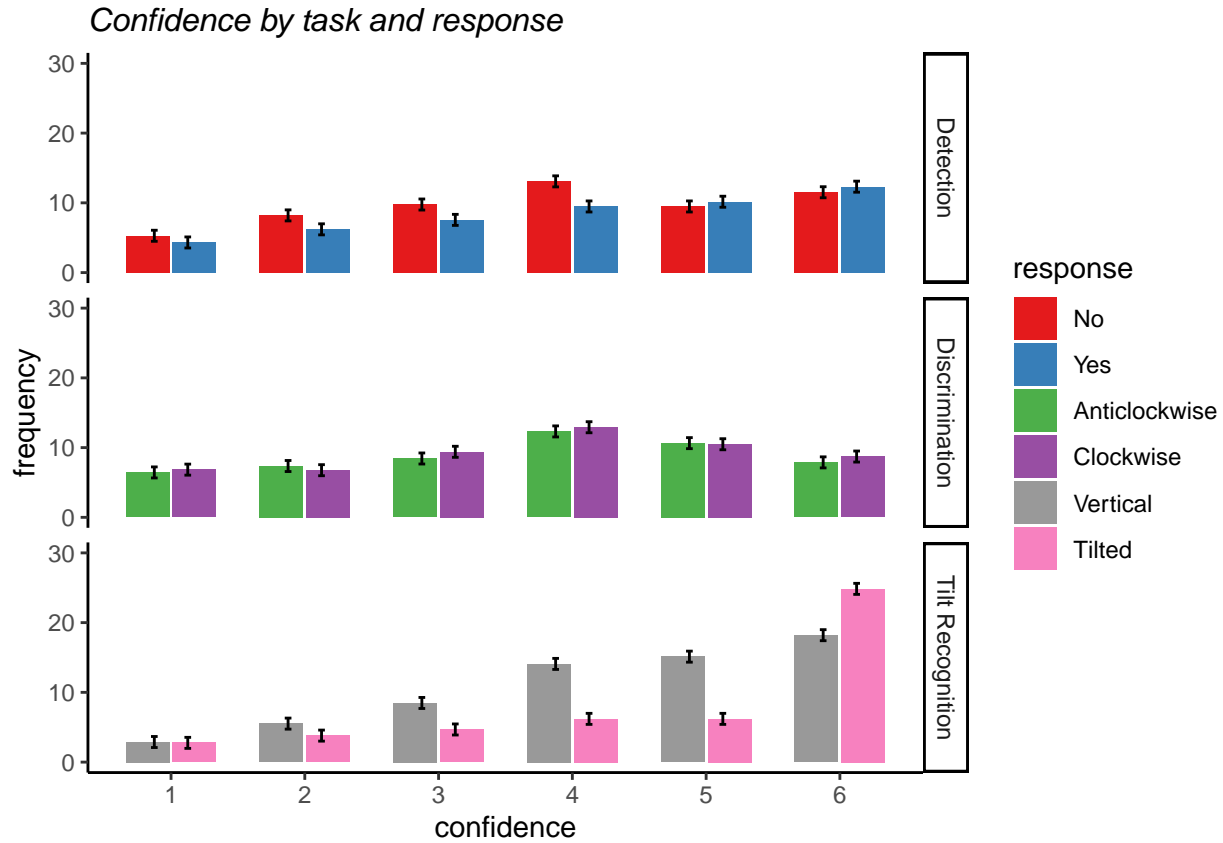 Confidence by task and response
30
20
10
0
Detection
30
20
10
0
Discrimination
30
20
10
0
Tilt Recognition
frequency
1 2 3 4 5 6
confidence
response
No
Yes
Anticlockwise
Clockwise
Vertical
Tilted